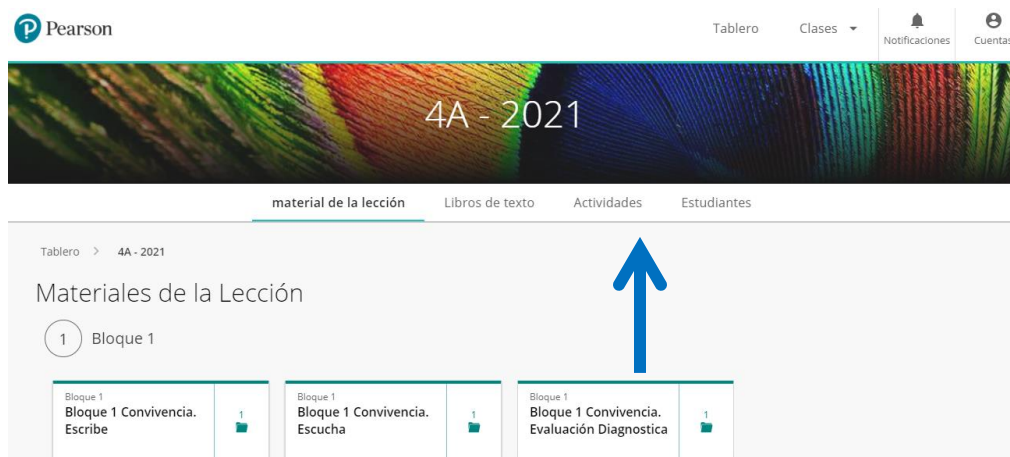 Pearson
Tablero
Clases
Notificaciones
Cuentas
4A - 2021
material de la lección
Libros de texto
Actividades
Estudiantes
Tablero > 4A - 2021
Materiales de la Lección
1 Bloque 1
Bloque 1
Bloque 1 Convivencia.
Escribe
1
Bloque 1
Bloque 1 Convivencia.
Escucha
1
Bloque 1
Bloque 1 Convivencia.
Evaluación Diagnostica
1